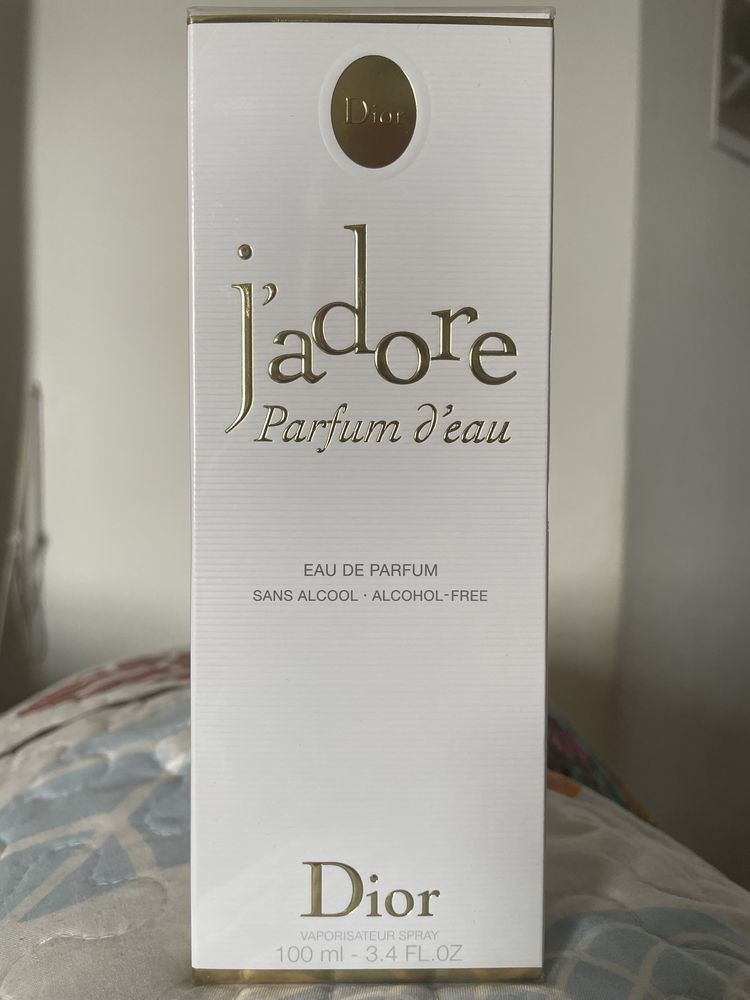 Dior
j'adore
Parfum d'eau
EAU DE PARFUM
SANS ALCOOL · ALCOHOL-FREE
Dior
VAPORISATEUR SPRAY
100 ml - 3.4 FL.OZ